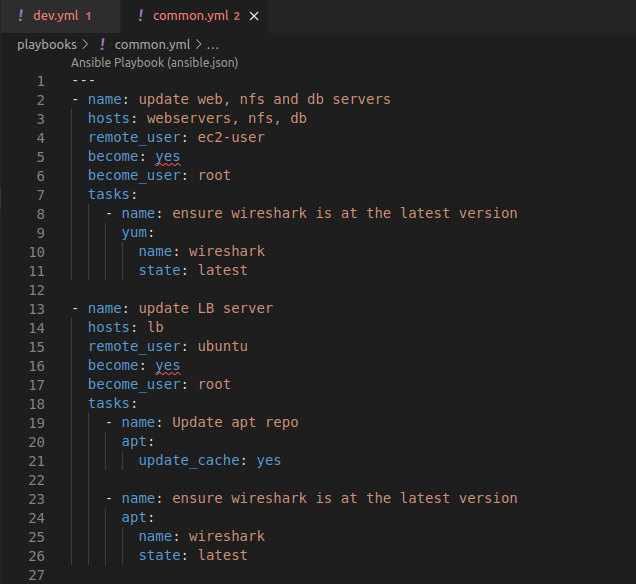 ! dev.yml 1 ! common.yml 2 ×
playbooks > ! common.yml > ...
Ansible Playbook (ansible.json)
1 ---
2 - name: update web, nfs and db servers
3   hosts: webservers, nfs, db
4   remote_user: ec2-user
5   become: yes
6   become_user: root
7   tasks:
8     - name: ensure wireshark is at the latest version
9       yum:
10         name: wireshark
11         state: latest
12
13 - name: update LB server
14   hosts: lb
15   remote_user: ubuntu
16   become: yes
17   become_user: root
18   tasks:
19     - name: Update apt repo
20       apt:
21         update_cache: yes
22
23     - name: ensure wireshark is at the latest version
24       apt:
25         name: wireshark
26         state: latest
27